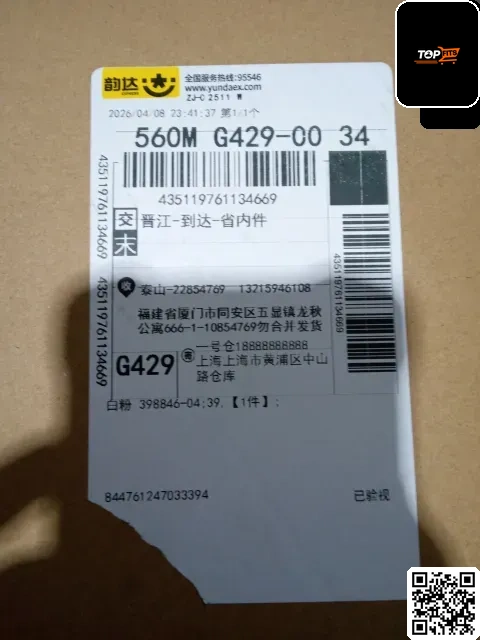 TOP FITS
韵达
全国服务热线:95546
www.yundaex.com
ZJ-C 2511
2026/04/08 23:41:37 第1/1个
560M G429-00 34
435119761134669
435119761134669
435119761134669
435119761134669
交
末
晋江-到达-省内件
收
泰山-22854769 13215946108
福建省厦门市同安区五显镇龙秋
公寓666-1-10854769勿合并发货
G429
寄
一号仓18888888888
上海上海市黄浦区中山
路仓库
白粉 398846-04;39,【1件】;
844761247033394
已验视